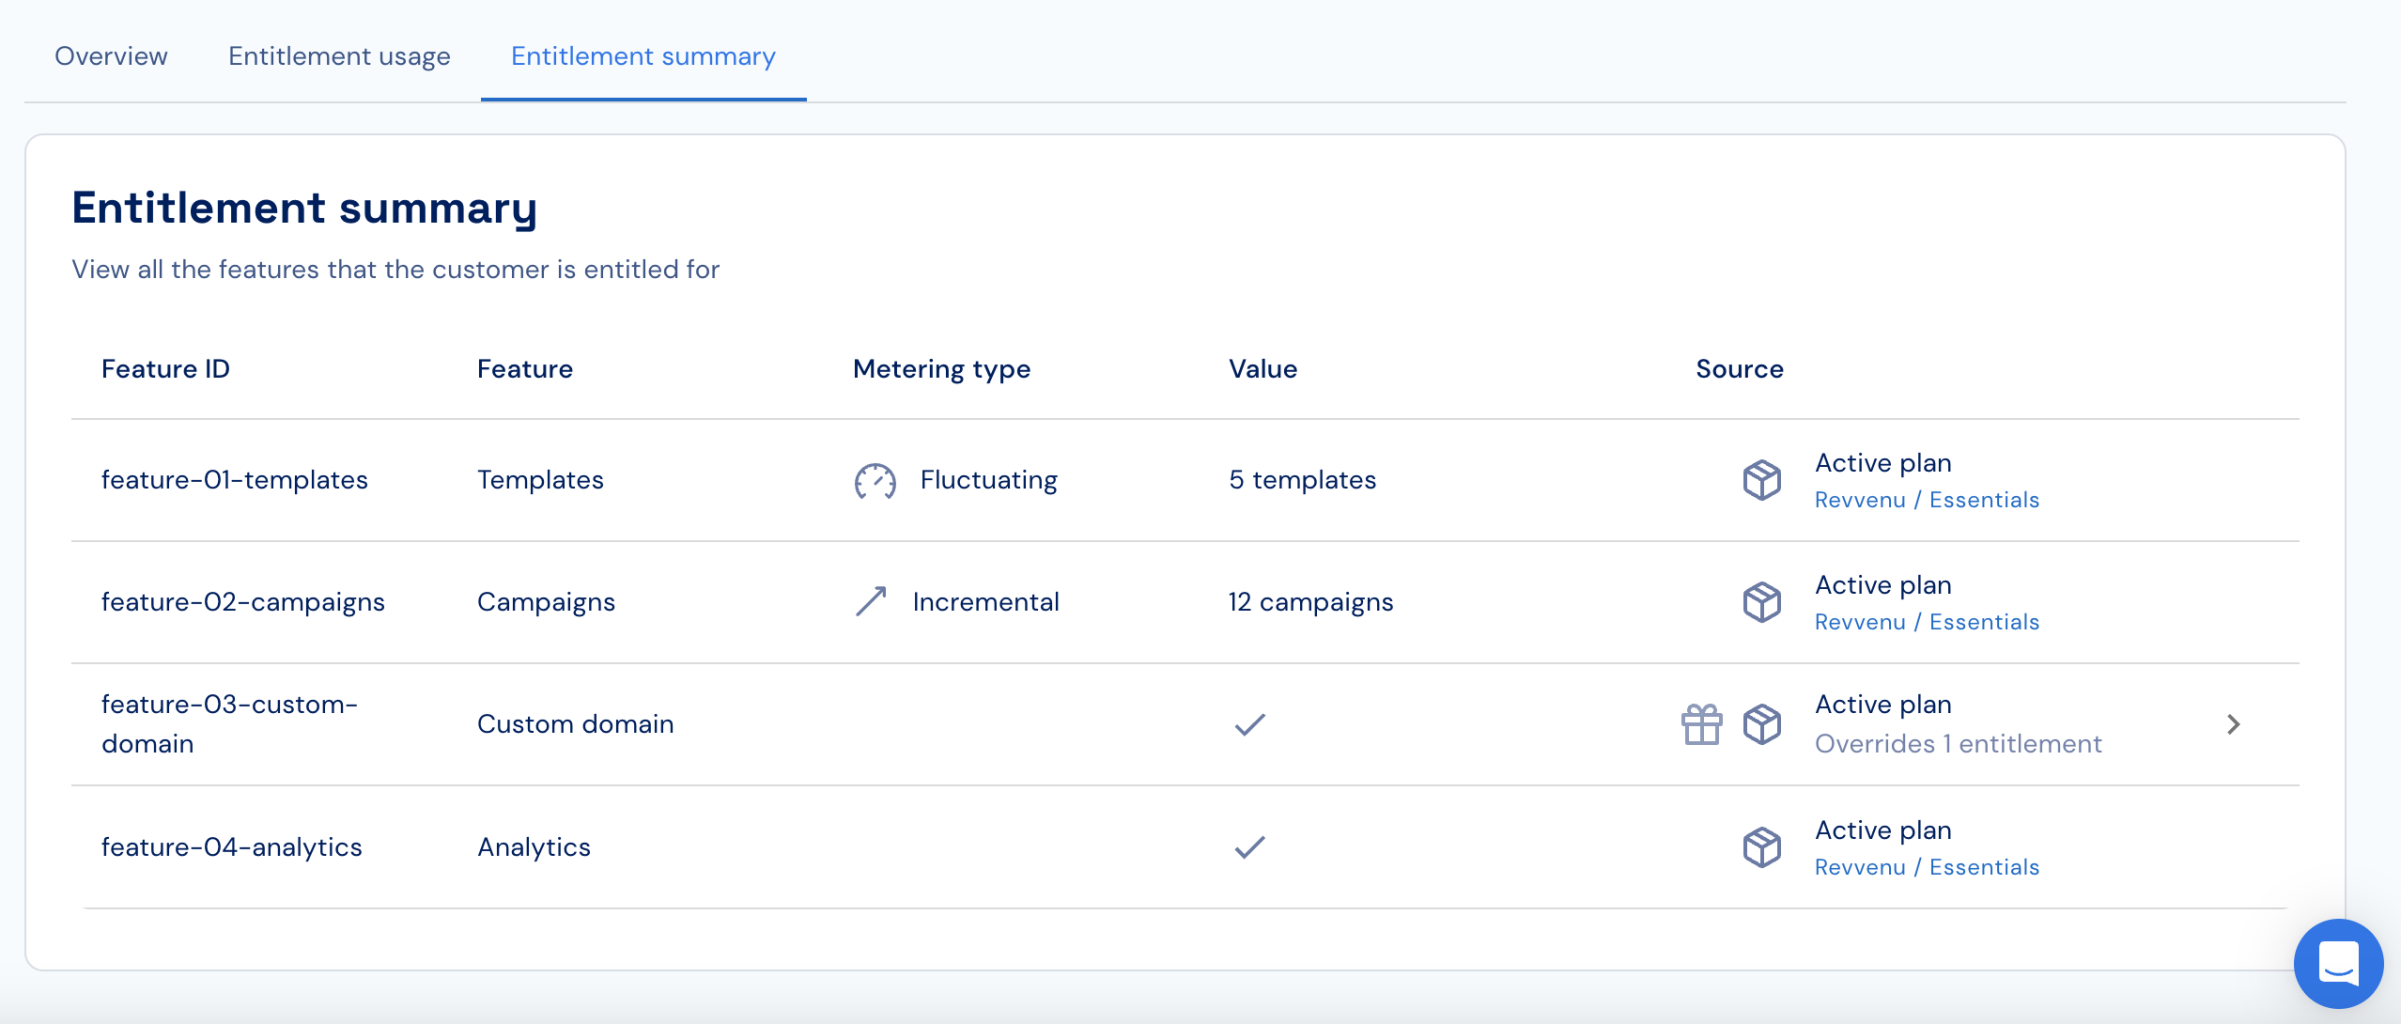 Overview Entitlement usage Entitlement summary
Entitlement summary
View all the features that the customer is entitled for
Feature ID Feature Metering type Value Source
feature-01-templates Templates Fluctuating 5 templates Active plan
Revvenu / Essentials
feature-02-campaigns Campaigns Incremental 12 campaigns Active plan
Revvenu / Essentials
feature-03-custom-
domain Custom domain Active plan
Overrides 1 entitlement
feature-04-analytics Analytics Active plan
Revvenu / Essentials